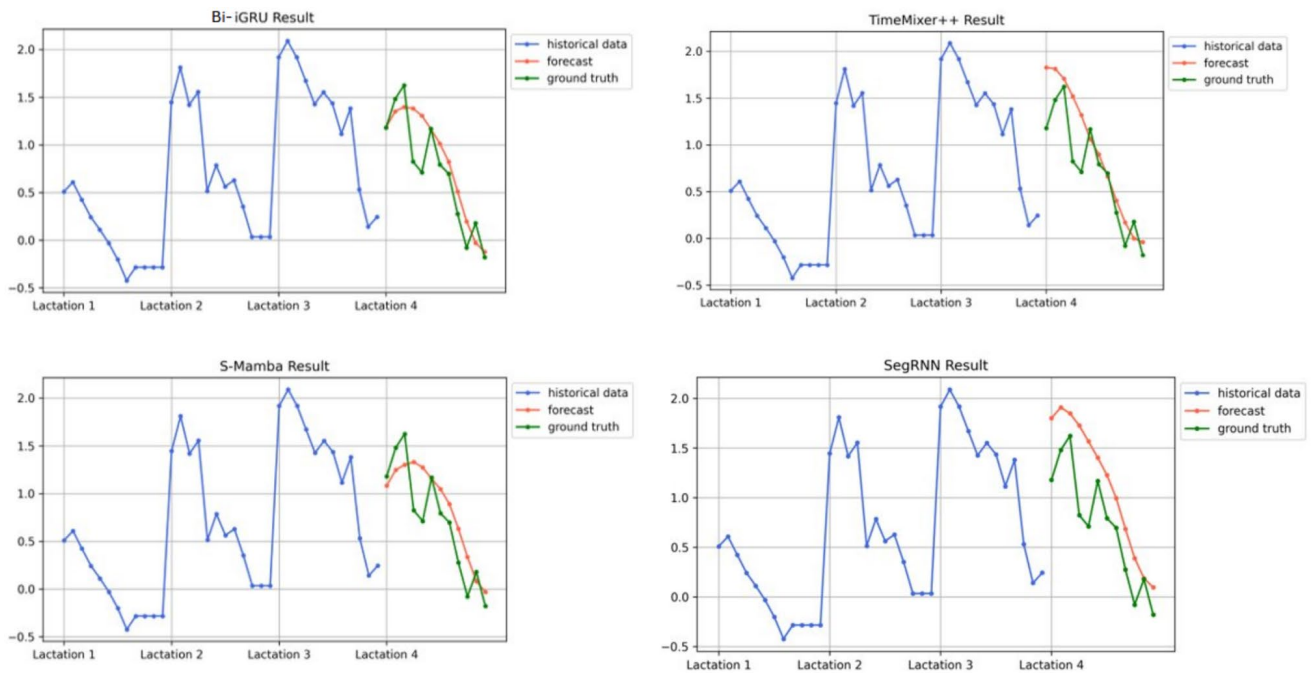 Bi-iGRU Result
2.0
1.5
1.0
0.5
0.0
−0.5
Lactation 1
Lactation 2
Lactation 3
Lactation 4
historical data
forecast
ground truth
TimeMixer++ Result
2.0
1.5
1.0
0.5
0.0
−0.5
Lactation 1
Lactation 2
Lactation 3
Lactation 4
historical data
forecast
ground truth
S-Mamba Result
2.0
1.5
1.0
0.5
0.0
−0.5
Lactation 1
Lactation 2
Lactation 3
Lactation 4
historical data
forecast
ground truth
SegRNN Result
2.0
1.5
1.0
0.5
0.0
−0.5
Lactation 1
Lactation 2
Lactation 3
Lactation 4
historical data
forecast
ground truth